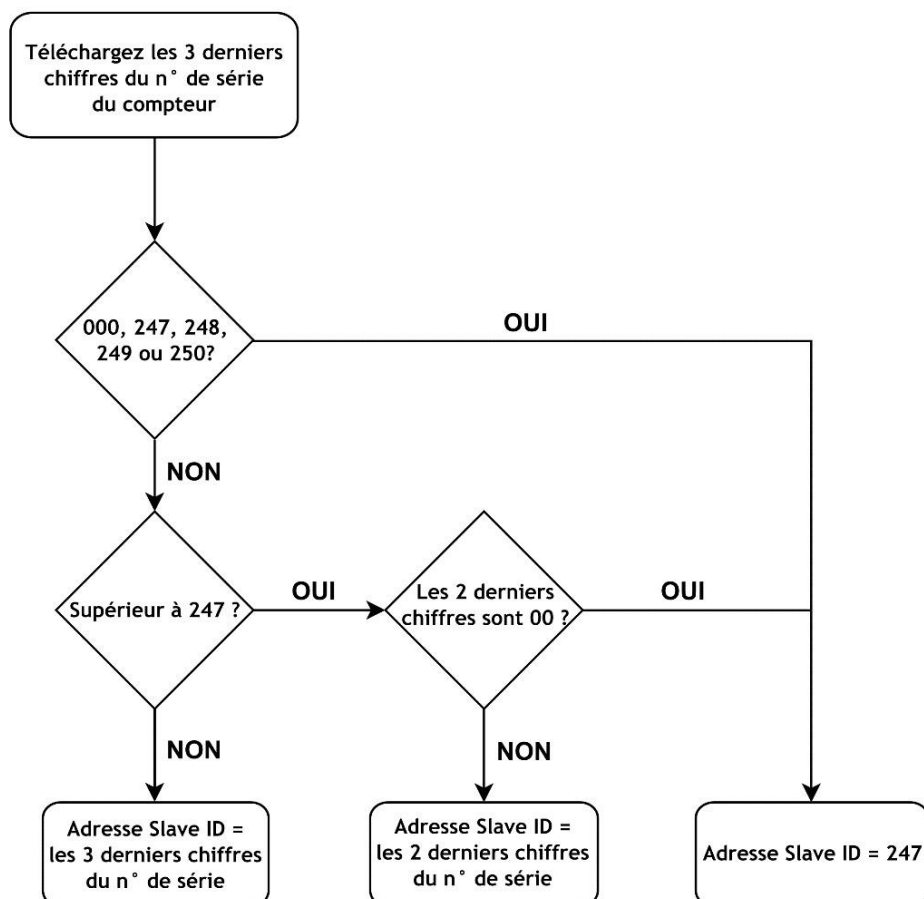 Téléchargez les 3 derniers
chiffres du n° de série
du compteur
000, 247, 248,
249 ou 250?
OUI
NON
Supérieur à 247 ?
OUI
Les 2 derniers
chiffres sont 00 ?
OUI
NON
NON
Adresse Slave ID =
les 3 derniers chiffres
du n° de série
Adresse Slave ID =
les 2 derniers chiffres
du n° de série
Adresse Slave ID = 247